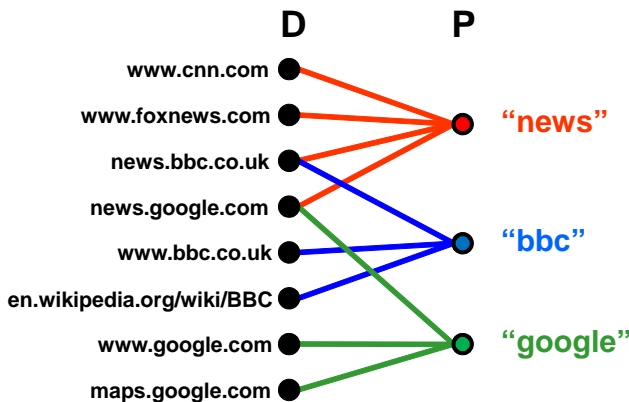 D P
www.cnn.com
www.foxnews.com
“news”
news.bbc.co.uk
news.google.com
“bbc”
www.bbc.co.uk
en.wikipedia.org/wiki/BBC
www.google.com
“google”
maps.google.com